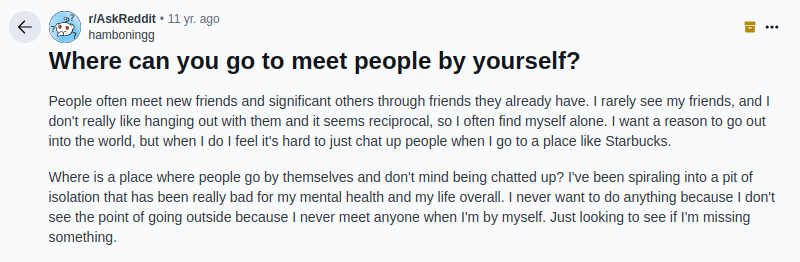 r/AskReddit • 11 yr. ago
hamboningg
Where can you go to meet people by yourself?
People often meet new friends and significant others through friends they already have. I rarely see my friends, and I
don't really like hanging out with them and it seems reciprocal, so I often find myself alone. I want a reason to go out
into the world, but when I do I feel it's hard to just chat up people when I go to a place like Starbucks.
Where is a place where people go by themselves and don't mind being chatted up? I've been spiraling into a pit of
isolation that has been really bad for my mental health and my life overall. I never want to do anything because I don't
see the point of going outside because I never meet anyone when I'm by myself. Just looking to see if I'm missing
something.